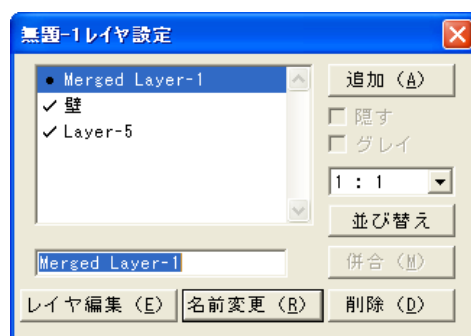 無題-1レイヤ設定
● Merged Layer-1
✓ 壁
✓ Layer-5
追加 (A)
隠す
グレイ
1 : 1
並び替え
Merged Layer-1
併合 (M)
レイヤ編集 (E)
名前変更 (R)
削除 (D)